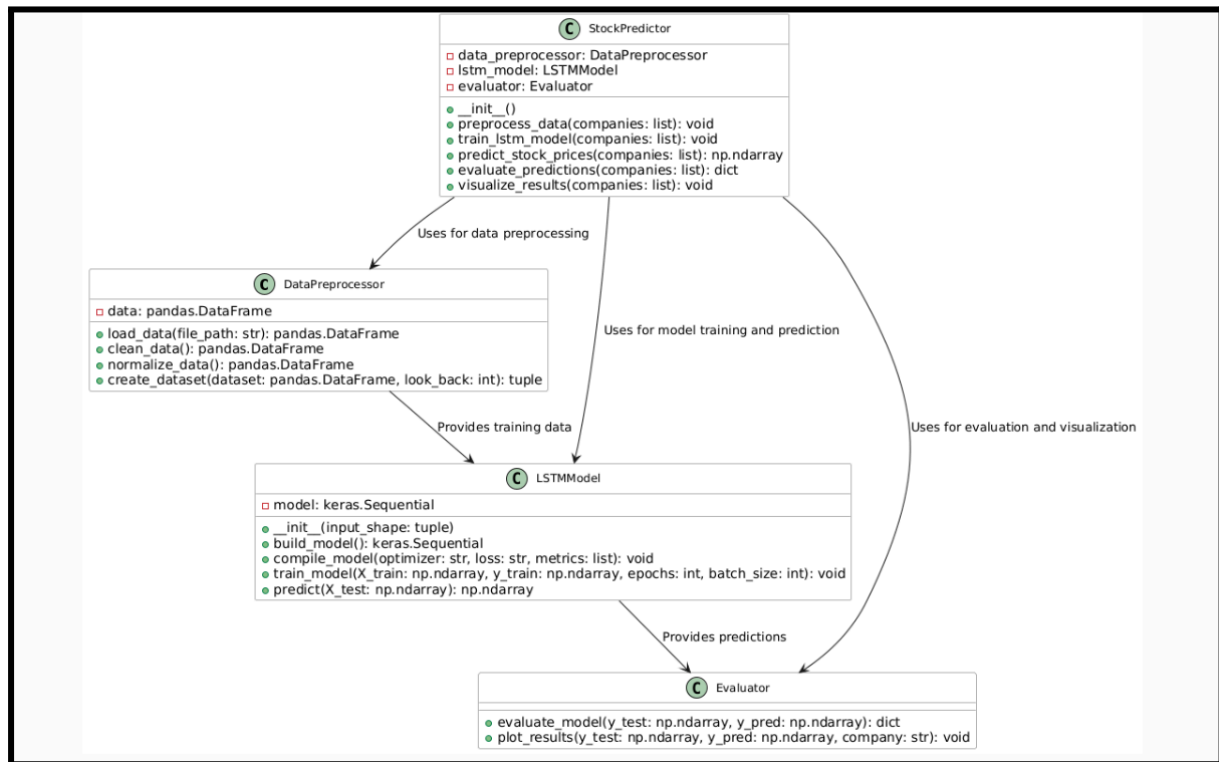 C StockPredictor
data_preprocessor: DataPreprocessor
lstm_model: LSTMModel
evaluator: Evaluator
__init__()
preprocess_data(companies: list): void
train_lstm_model(companies: list): void
predict_stock_prices(companies: list): np.ndarray
evaluate_predictions(companies: list): dict
visualize_results(companies: list): void
Uses for data preprocessing
C DataPreprocessor
data: pandas.DataFrame
load_data(file_path: str): pandas.DataFrame
clean_data(): pandas.DataFrame
normalize_data(): pandas.DataFrame
create_dataset(dataset: pandas.DataFrame, look_back: int): tuple
Uses for model training and prediction
Provides training data
Uses for evaluation and visualization
C LSTMModel
model: keras.Sequential
__init__(input_shape: tuple)
build_model(): keras.Sequential
compile_model(optimizer: str, loss: str, metrics: list): void
train_model(X_train: np.ndarray, y_train: np.ndarray, epochs: int, batch_size: int): void
predict(X_test: np.ndarray): np.ndarray
Provides predictions
C Evaluator
evaluate_model(y_test: np.ndarray, y_pred: np.ndarray): dict
plot_results(y_test: np.ndarray, y_pred: np.ndarray, company: str): void